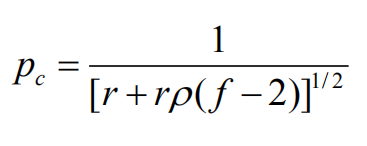 p_c = 1 / [r + rρ(f − 2)]^{1/2}